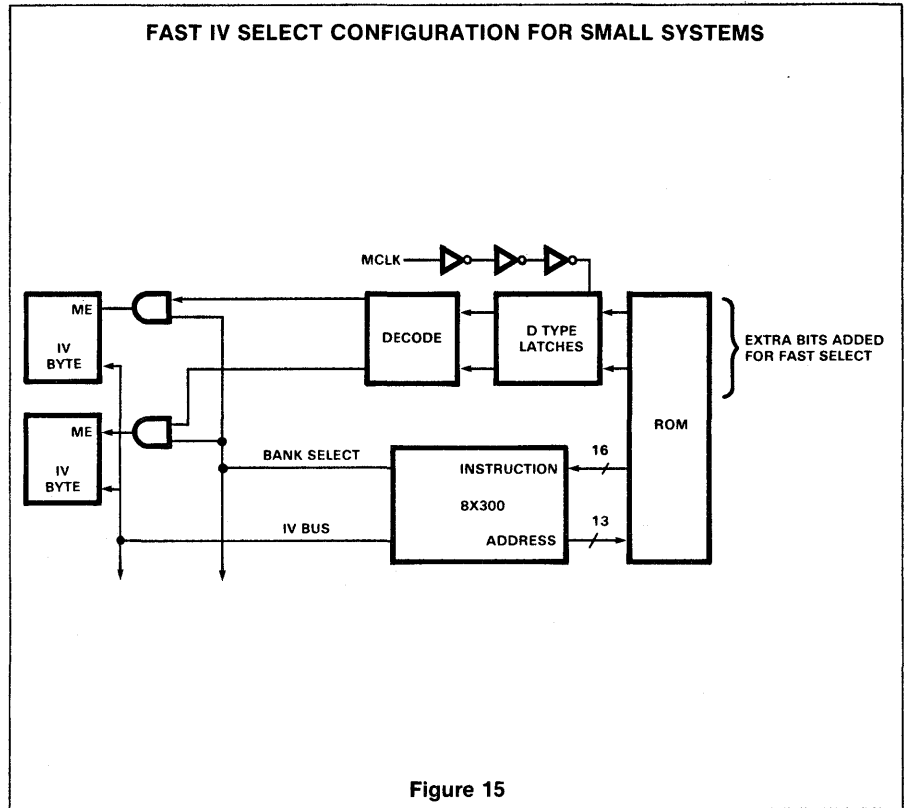 FAST IV SELECT CONFIGURATION FOR SMALL SYSTEMS
MCLK
ME
IV
BYTE
DECODE
D TYPE
LATCHES
EXTRA BITS ADDED
FOR FAST SELECT
ROM
ME
IV
BYTE
BANK SELECT
INSTRUCTION
16
8X300
IV BUS
ADDRESS
13
Figure 15